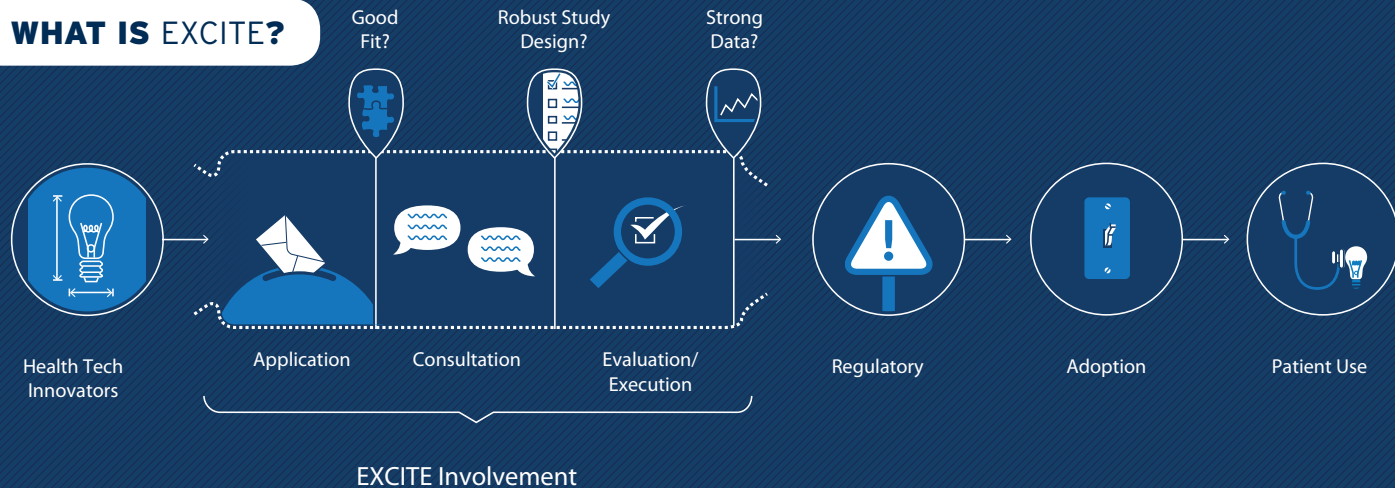 WHAT IS EXCITE?
Good
Fit?
Robust Study
Design?
Strong
Data?
Health Tech
Innovators
Application
Consultation
Evaluation/
Execution
Regulatory
Adoption
Patient Use
EXCITE Involvement